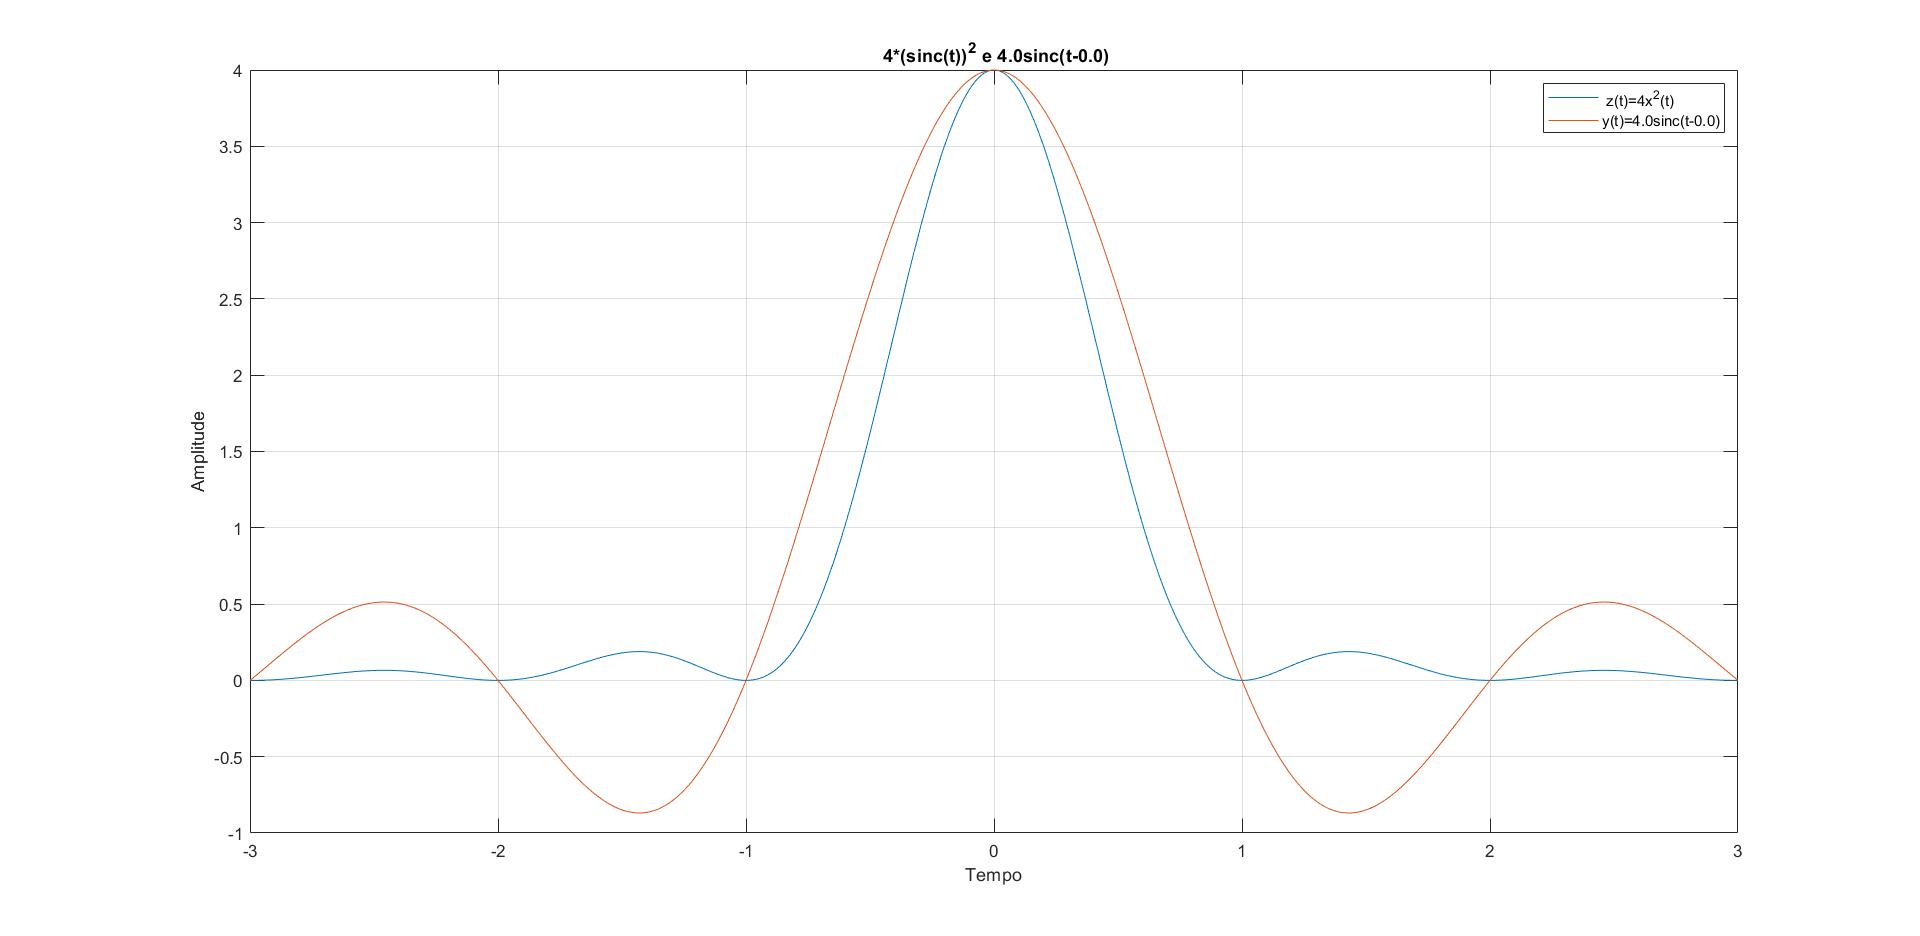 4*(sinc(t))² e 4.0sinc(t-0.0)
z(t)=4x²(t)
y(t)=4.0sinc(t-0.0)
4
3.5
3
2.5
2
1.5
1
0.5
0
-0.5
-1
Amplitude
-3 -2 -1 0 1 2 3
Tempo